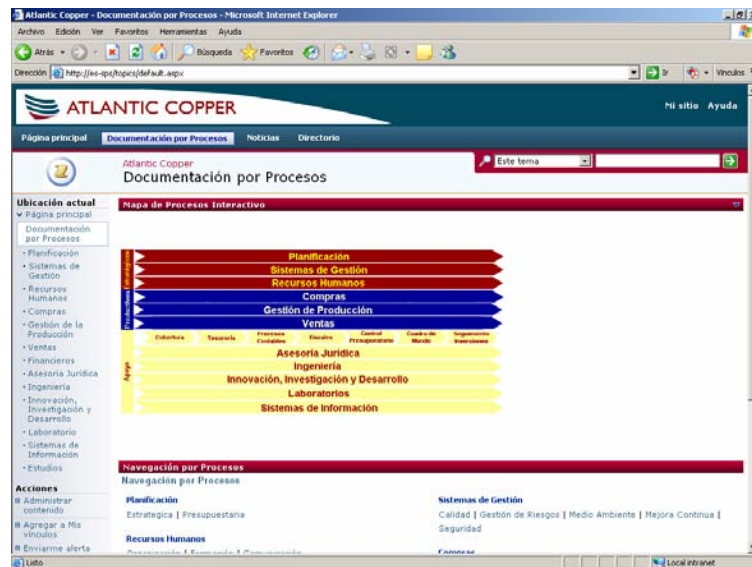 Atlantic Copper - Documentación por Procesos - Microsoft Internet Explorer
Archivo Edición Ver Favoritos Herramientas Ayuda
Atrás Búsqueda Favoritos
Dirección http://es-sps/topics/default.aspx Ir Vínculos
ATLANTIC COPPER
Mi sitio Ayuda
Página principal Documentación por Procesos Noticias Directorio
Atlantic Copper
Documentación por Procesos
Este tema
Ubicación actual
Página principal
Documentación
por Procesos
Planificación
Sistemas de
Gestión
Recursos
Humanos
Compras
Gestión de la
Producción
Ventas
Financieros
Asesoría Jurídica
Ingeniería
Innovación,
Investigación y
Desarrollo
Laboratorio
Sistemas de
Información
Estudios
Acciones
Administrar
contenido
Agregar a Mis
vínculos
Enviarme alerta
Mapa de Procesos Interactivo
Estratégicos
Planificación
Sistemas de Gestión
Recursos Humanos
Productivos
Compras
Gestión de Producción
Ventas
Apoyo
Cobertura Tesorería Procesos Contables Fiscales Control Presupuestario Cuadro de Mando Seguimiento Inversiones
Asesoría Jurídica
Ingeniería
Innovación, Investigación y Desarrollo
Laboratorios
Sistemas de Información
Navegación por Procesos
Navegación por Procesos
Planificación
Estrategica | Presupuestaria
Recursos Humanos
Organización | Formación | Comunicación
Sistemas de Gestión
Calidad | Gestión de Riesgos | Medio Ambiente | Mejora Continua |
Seguridad
Compras
Listo
Local intranet